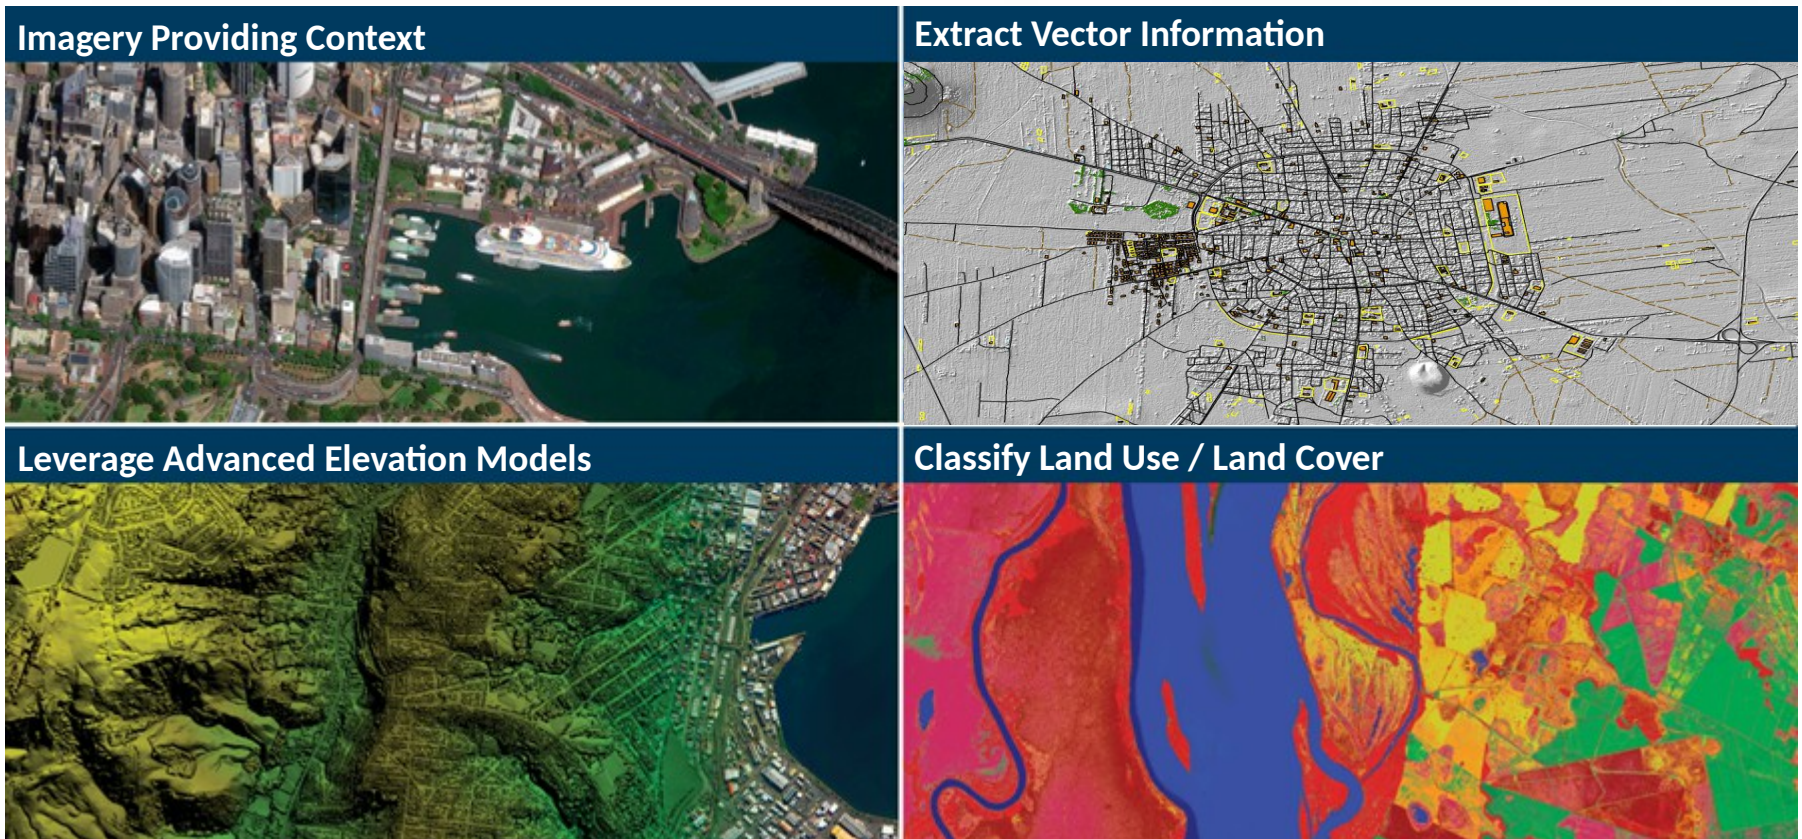 Imagery Providing Context
Extract Vector Information
Leverage Advanced Elevation Models
Classify Land Use / Land Cover